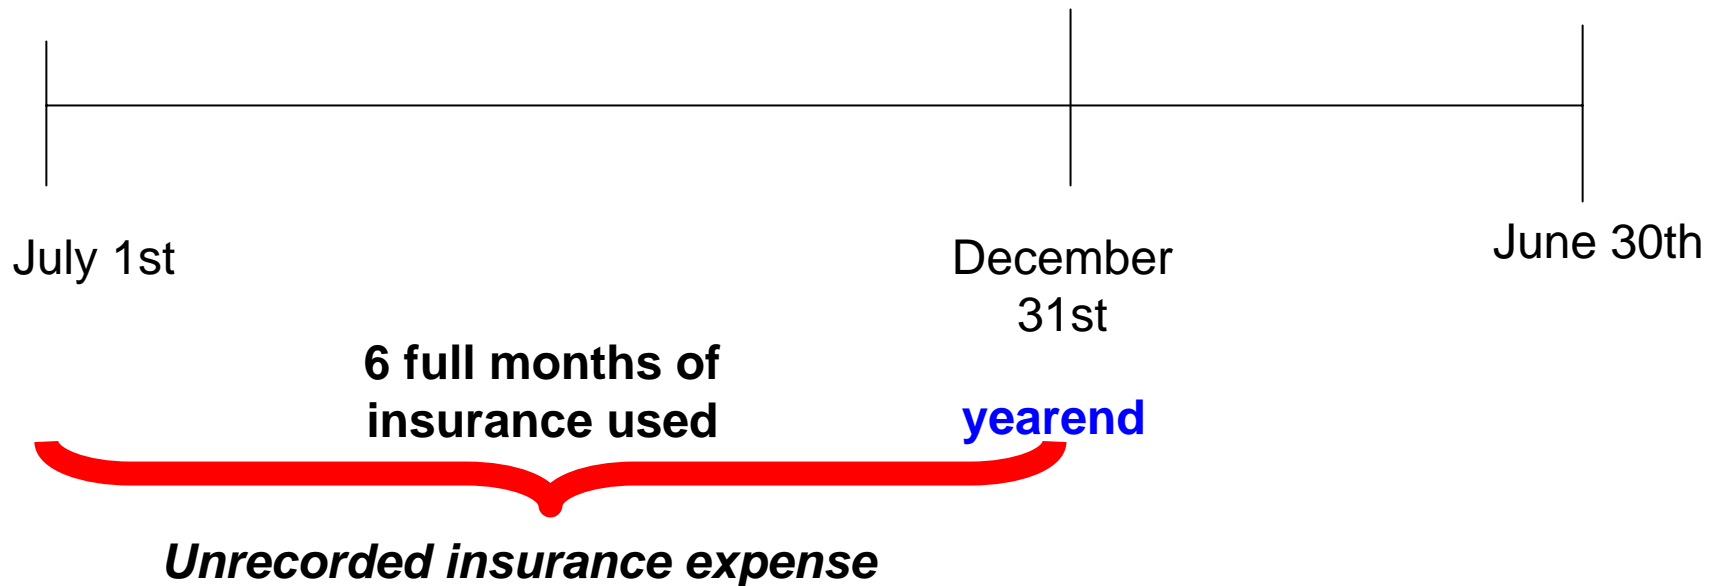 July 1st
December
31st
June 30th
6 full months of
insurance used
yearend
Unrecorded insurance expense